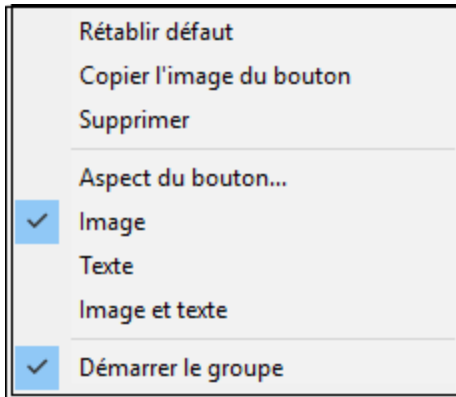 Rétablir défaut
Copier l'image du bouton
Supprimer
Aspect du bouton...
Image
Texte
Image et texte
Démarrer le groupe